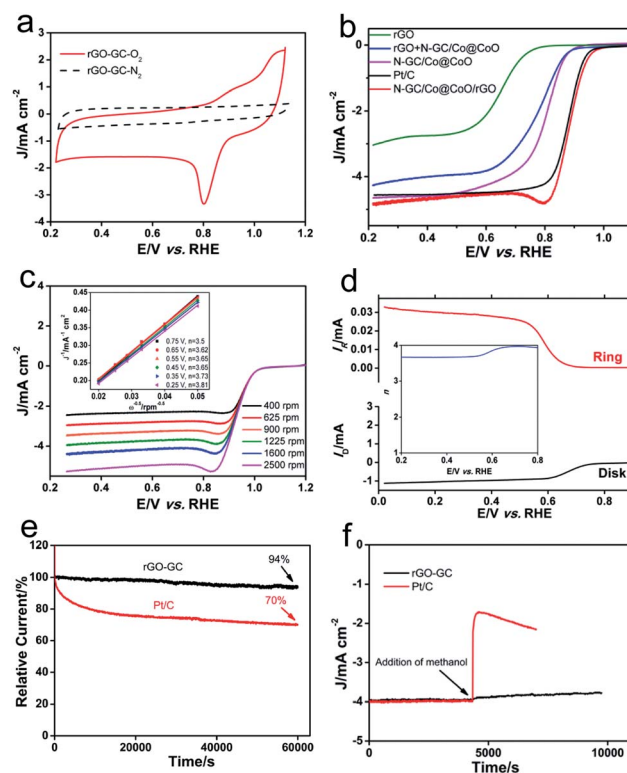 a
rGO-GC-O2
rGO-GC-N2
J/mA cm-2
3
2
1
0
-1
-2
-3
-4
0.2 0.4 0.6 0.8 1.0 1.2
E/V vs. RHE
b
rGO
rGO+N-GC/Co@CoO
N-GC/Co@CoO
Pt/C
N-GC/Co@CoO/rGO
J/mA cm-2
0
-2
-4
0.2 0.4 0.6 0.8 1.0
E/V vs. RHE
c
J-1/mA-1 cm2
0.45
0.40
0.35
0.30
0.25
0.20
0.75 V, n=3.5
0.65 V, n=3.62
0.55 V, n=3.65
0.45 V, n=3.65
0.35 V, n=3.73
0.25 V, n=3.81
0.02 0.03 0.04 0.05
ω-0.5/rpm-0.5
J/mA cm-2
4
2
0
-2
-4
400 rpm
625 rpm
900 rpm
1225 rpm
1600 rpm
2500 rpm
0.2 0.4 0.6 0.8 1.0 1.2
E/V vs. RHE
d
IR/mA
0.03
0.02
0.01
0.00
Ring
n
4
3
2
1
0.2 0.4 0.6 0.8
E/V vs. RHE
ID/mA
0
-1
Disk
0.0 0.2 0.4 0.6 0.8
E/V vs. RHE
e
Relative Current/%
120
100
80
60
40
20
0
rGO-GC
94%
Pt/C
70%
0 20000 40000 60000
Time/s
f
rGO-GC
Pt/C
J/mA cm-2
0
-1
-2
-3
-4
-5
Addition of methanol
0 5000 10000
Time/s